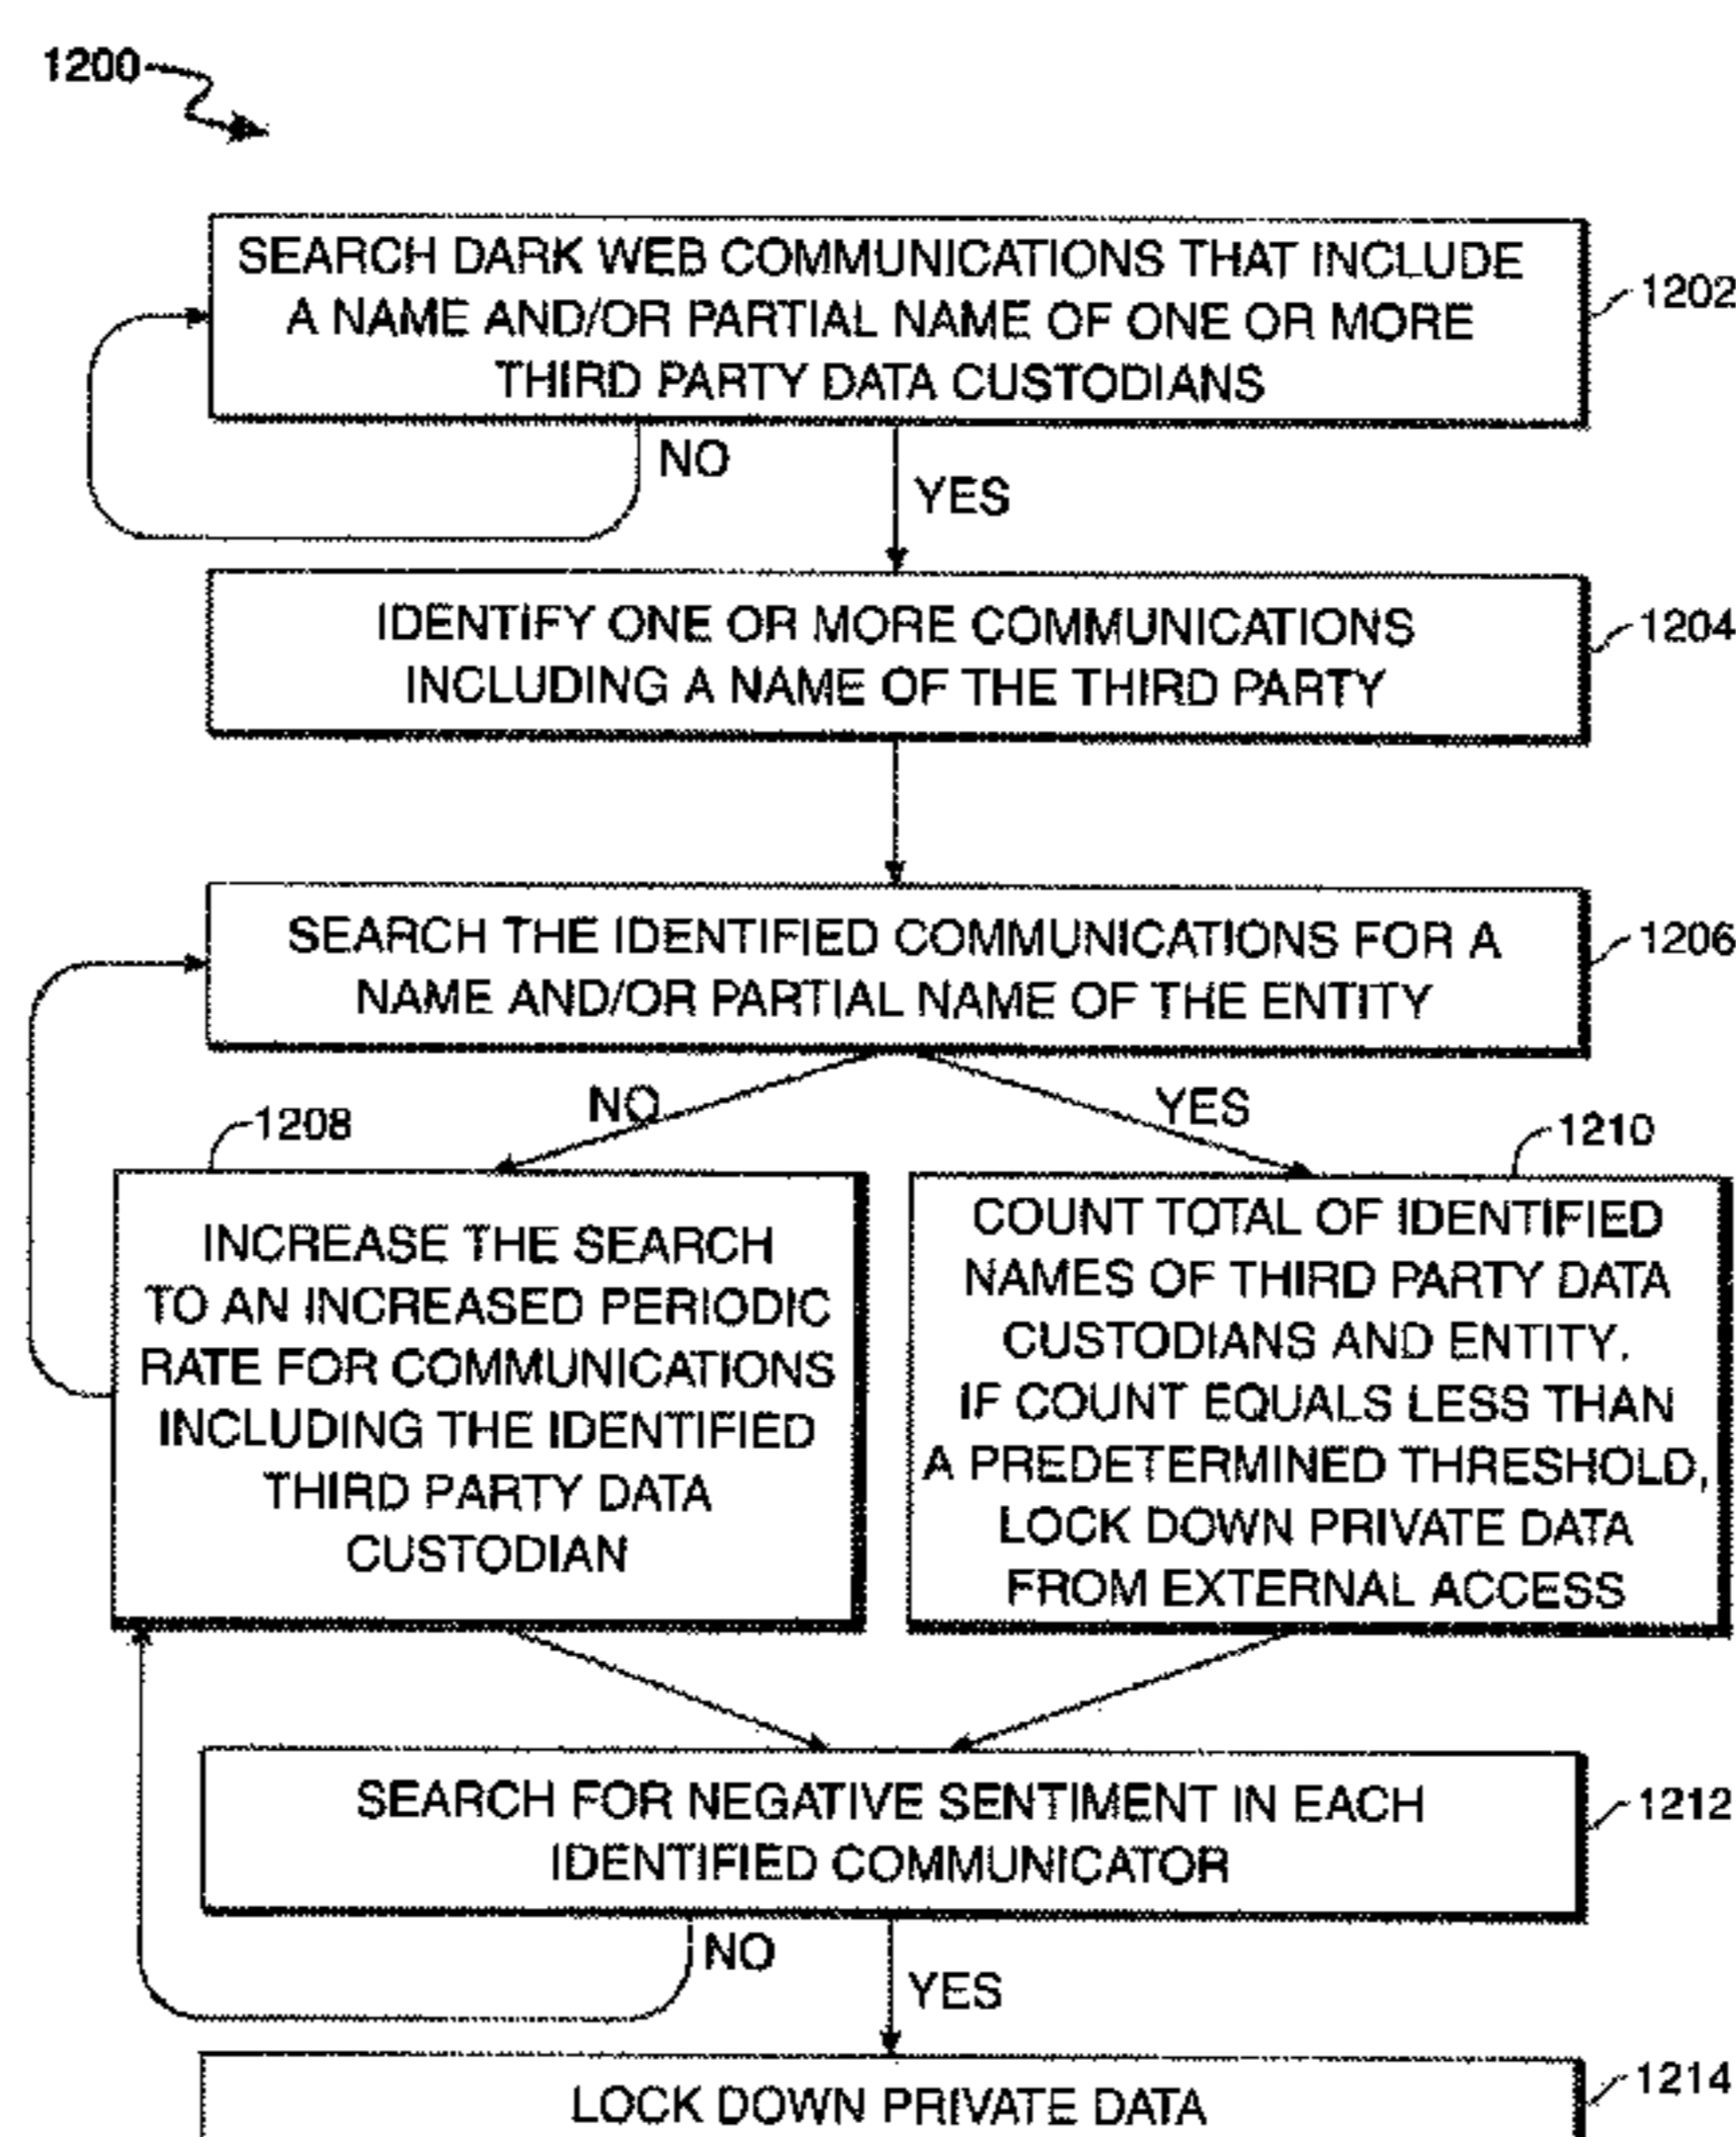 1200
SEARCH DARK WEB COMMUNICATIONS THAT INCLUDE
A NAME AND/OR PARTIAL NAME OF ONE OR MORE
THIRD PARTY DATA CUSTODIANS
1202
NO
YES
IDENTIFY ONE OR MORE COMMUNICATIONS
INCLUDING A NAME OF THE THIRD PARTY
1204
SEARCH THE IDENTIFIED COMMUNICATIONS FOR A
NAME AND/OR PARTIAL NAME OF THE ENTITY
1206
NO
YES
1208
INCREASE THE SEARCH
TO AN INCREASED PERIODIC
RATE FOR COMMUNICATIONS
INCLUDING THE IDENTIFIED
THIRD PARTY DATA
CUSTODIAN
1210
COUNT TOTAL OF IDENTIFIED
NAMES OF THIRD PARTY DATA
CUSTODIANS AND ENTITY.
IF COUNT EQUALS LESS THAN
A PREDETERMINED THRESHOLD,
LOCK DOWN PRIVATE DATA
FROM EXTERNAL ACCESS
SEARCH FOR NEGATIVE SENTIMENT IN EACH
IDENTIFIED COMMUNICATOR
1212
NO
YES
LOCK DOWN PRIVATE DATA
1214